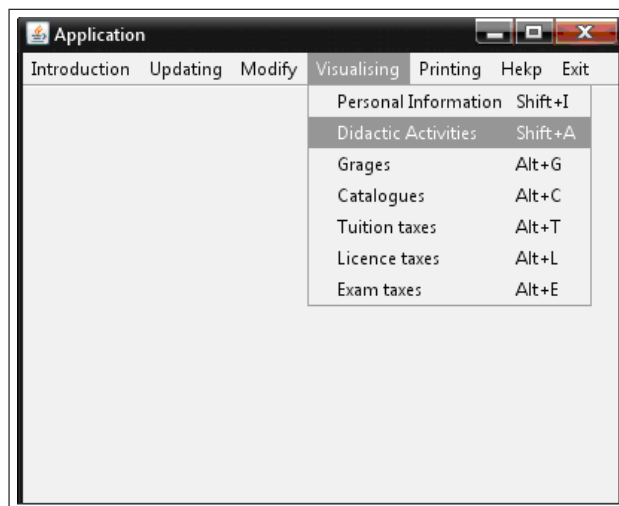 Application
Introduction Updating Modify Visualising Printing Hekp Exit
Personal Information Shift+I
Didactic Activities Shift+A
Grages Alt+G
Catalogues Alt+C
Tuition taxes Alt+T
Licence taxes Alt+L
Exam taxes Alt+E